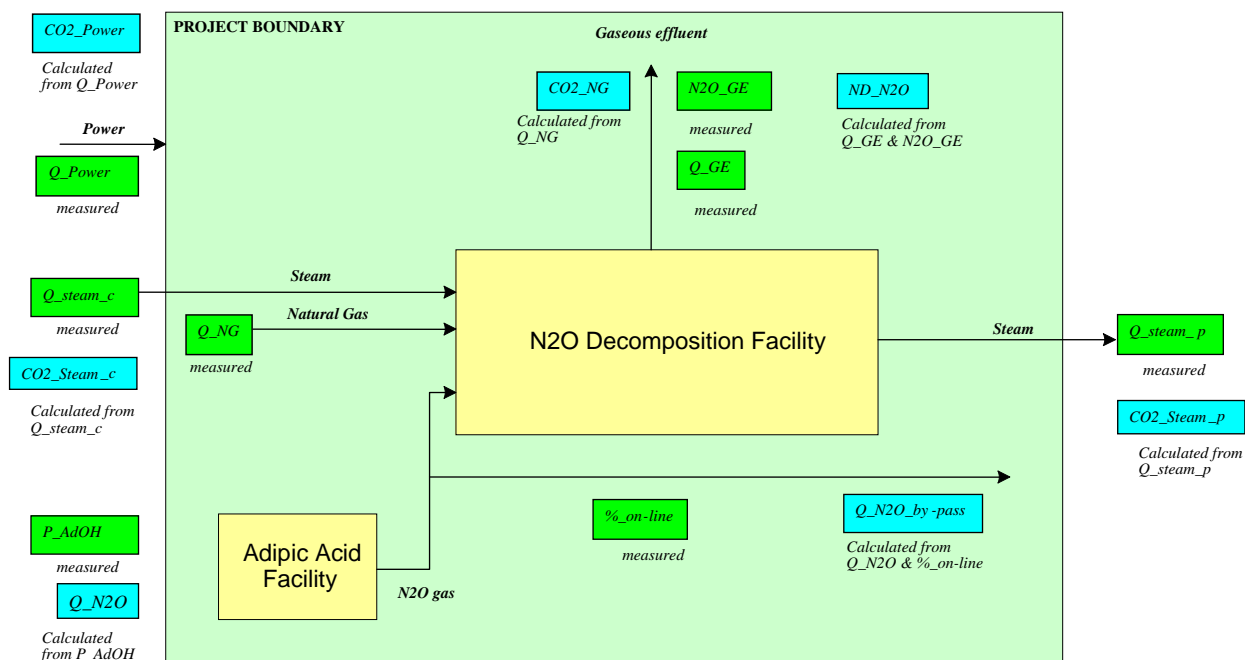 CO2_Power
Calculated
from Q_Power
PROJECT BOUNDARY
Gaseous effluent
CO2_NG
Calculated from
Q_NG
N2O_GE
measured
Q_GE
measured
ND_N2O
Calculated from
Q_GE & N2O_GE
Power
Q_Power
measured
Q_steam_c
measured
CO2_Steam_c
Calculated from
Q_steam_c
Steam
Natural Gas
Q_NG
measured
N2O Decomposition Facility
Steam
Q_steam_p
measured
CO2_Steam_p
Calculated from
Q_steam_p
%_on-line
measured
Q_N2O_by-pass
Calculated from
Q_N2O & %_on-line
P_AdOH
measured
Q_N2O
Calculated
from P_AdOH
Adipic Acid
Facility
N2O gas